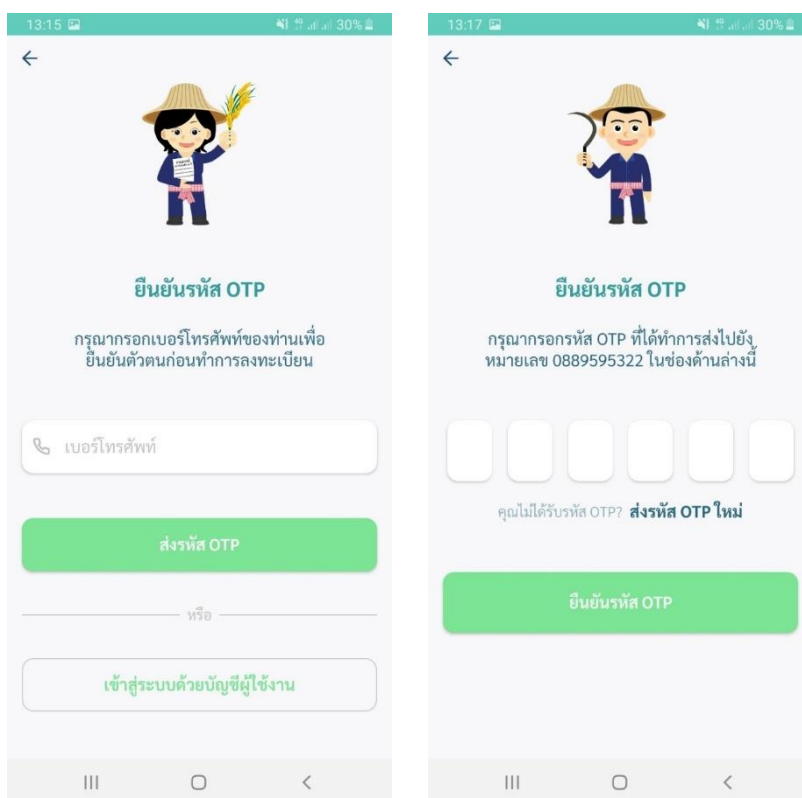 13:15
4G
30%
ยืนยันรหัส OTP
กรุณากรอกเบอร์โทรศัพท์ของท่านเพื่อ
ยืนยันตัวตนก่อนทำการลงทะเบียน
เบอร์โทรศัพท์
ส่งรหัส OTP
หรือ
เข้าสู่ระบบด้วยบัญชีผู้ใช้งาน
13:17
4G
30%
ยืนยันรหัส OTP
กรุณากรอกรหัส OTP ที่ได้ทำการส่งไปยัง
หมายเลข 0889595322 ในช่องด้านล่างนี้
คุณไม่ได้รับรหัส OTP? ส่งรหัส OTP ใหม่
ยืนยันรหัส OTP